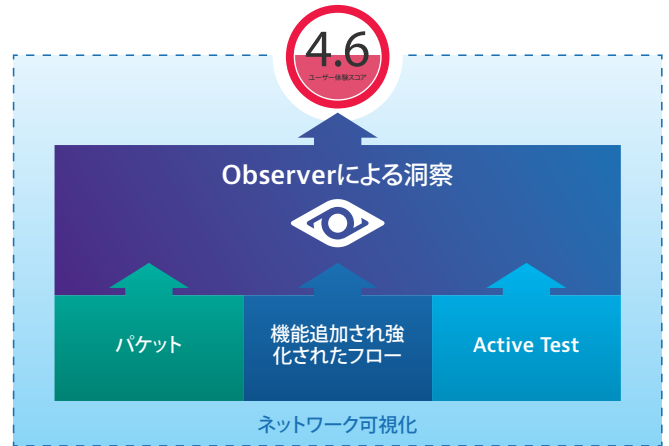 4.6
ユーザー体験スコア
Observerによる洞察
パケット
機能追加され強
化されたフロー
Active Test
ネットワーク可視化